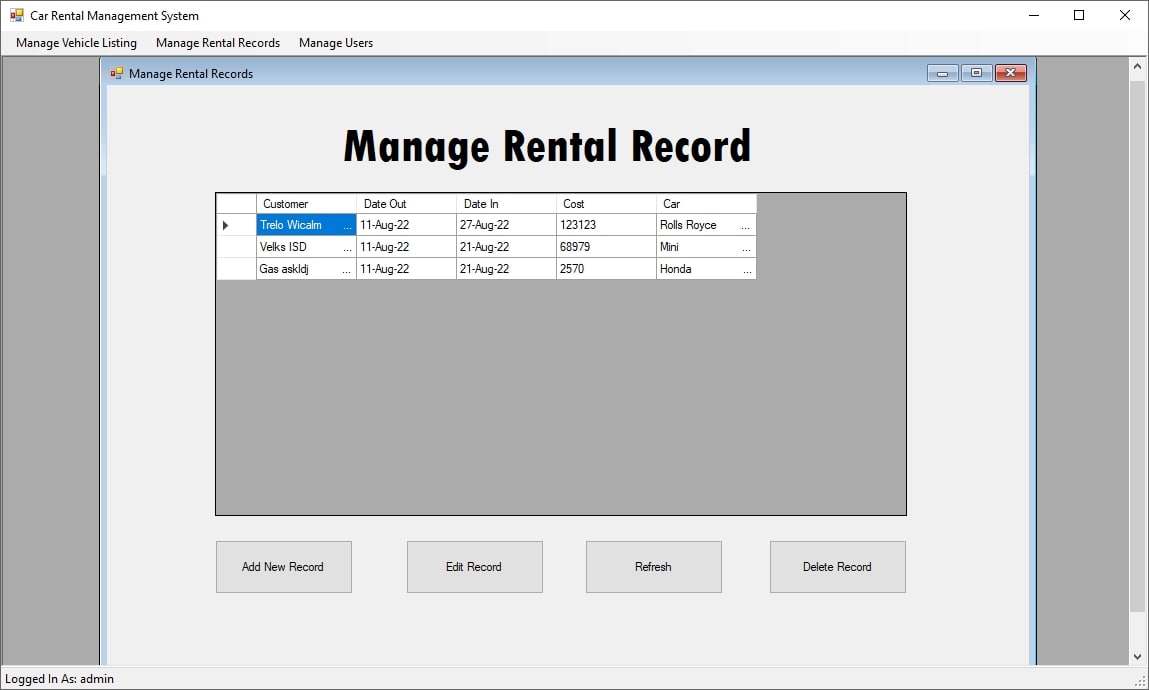 Car Rental Management System
Manage Vehicle Listing Manage Rental Records Manage Users
Manage Rental Records
Manage Rental Record
Customer Date Out Date In Cost Car
Trelo Wicalm ... 11-Aug-22 27-Aug-22 123123 Rolls Royce ...
Velks ISD ... 11-Aug-22 21-Aug-22 68979 Mini ...
Gas askldj ... 11-Aug-22 21-Aug-22 2570 Honda ...
Add New Record Edit Record Refresh Delete Record
Logged In As: admin